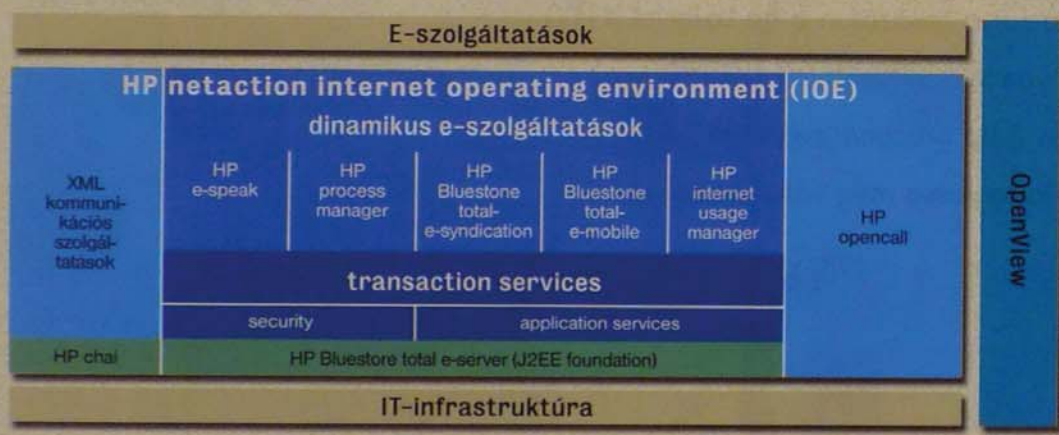 E-szolgáltatások
HP netaction internet operating environment (IOE)
dinamikus e-szolgáltatások
XML
kommuni-
kációs
szolgál-
tatások
HP
e-speak
HP
process
manager
HP
Bluestone
total-
e-syndication
HP
Bluestone
total-
e-mobile
HP
internet
usage
manager
HP
opencall
transaction services
security
application services
HP chai
HP Bluestore total e-server (J2EE foundation)
IT-infrastruktúra
OpenView